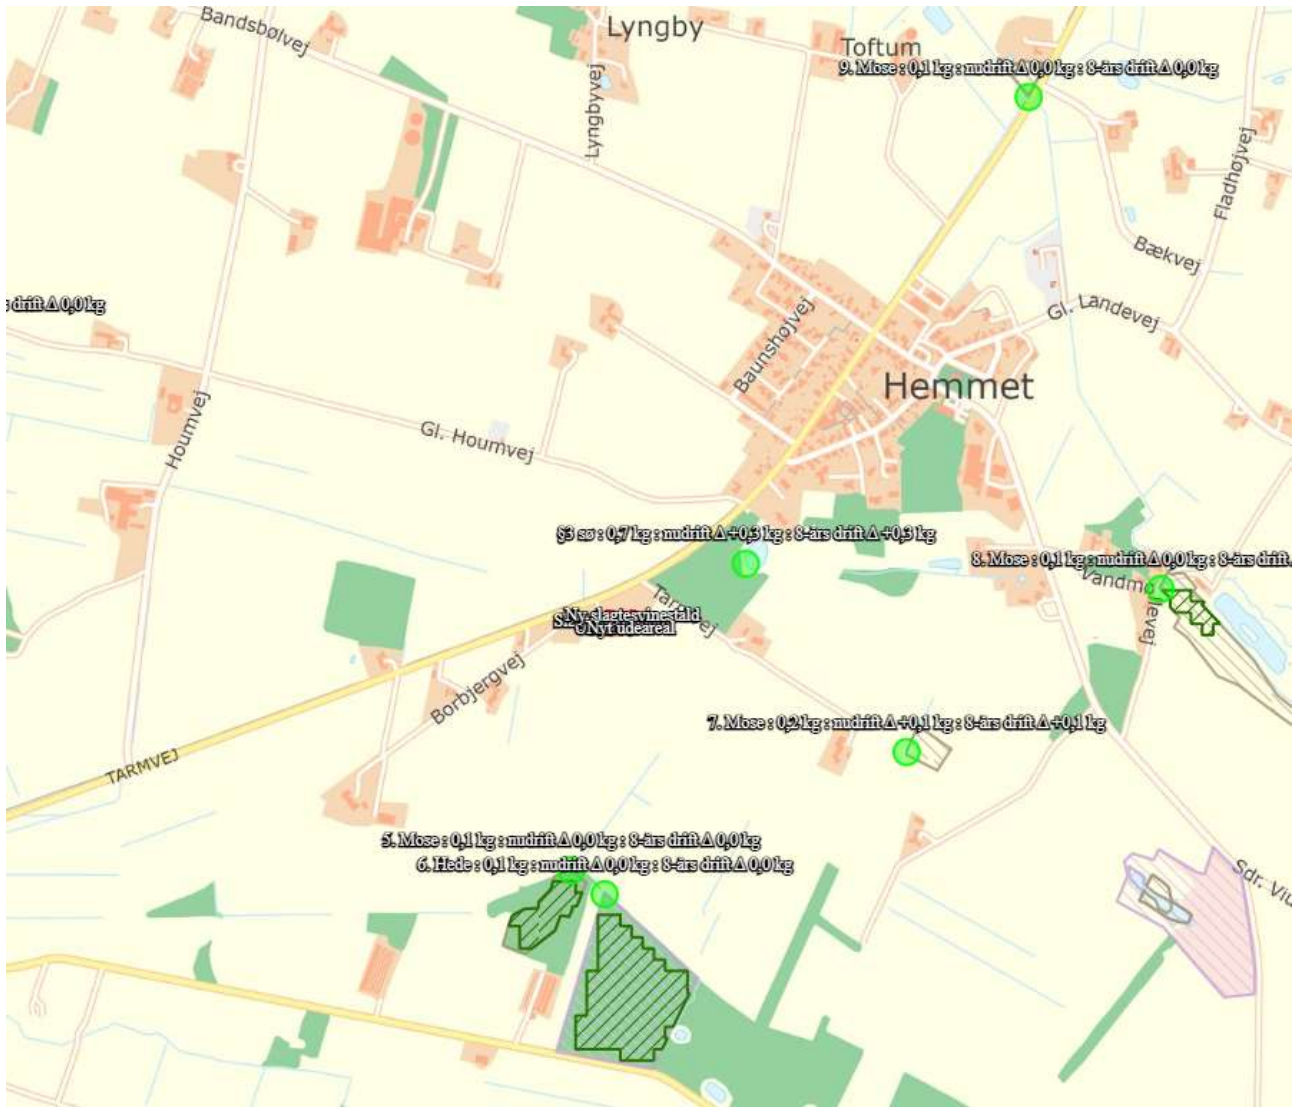 Lyngby
Bandsbølvej
Toftum
9. Mose : 0,1 kg : nudrift Δ 0,0 kg : 8-års drift Δ 0,0 kg
Lyngbyvej
Fladhøjvej
Bækvej
s drift Δ 0,0 kg
Gl. Landevej
Baunshøjvej
Hemmet
Houmvej
Gl. Houmvej
§3 sø : 0,7 kg : nudrift Δ +0,3 kg : 8-års drift Δ +0,3 kg
8. Mose : 0,1 kg : nudrift Δ 0,0 kg : 8-års drift
Ny slagtesvinestald
Nyt udeareal
Borbjergvej
7. Mose : 0,2 kg : nudrift Δ +0,1 kg : 8-års drift Δ +0,1 kg
TARMVEJ
5. Mose : 0,1 kg : nudrift Δ 0,0 kg : 8-års drift Δ 0,0 kg
6. Hede : 0,1 kg : nudrift Δ 0,0 kg : 8-års drift Δ 0,0 kg
Sdr.